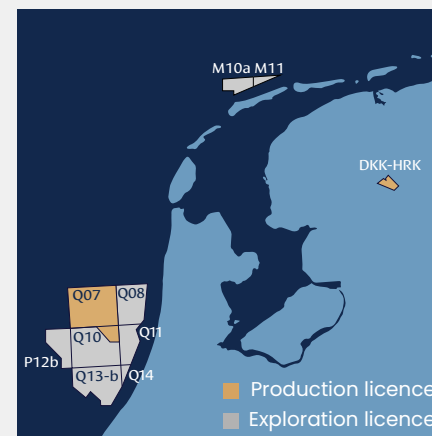 M10a M11
DKK-HRK
Q07 Q08
Q10 Q11
P12b
Q13-b Q14
Production licence
Exploration licence